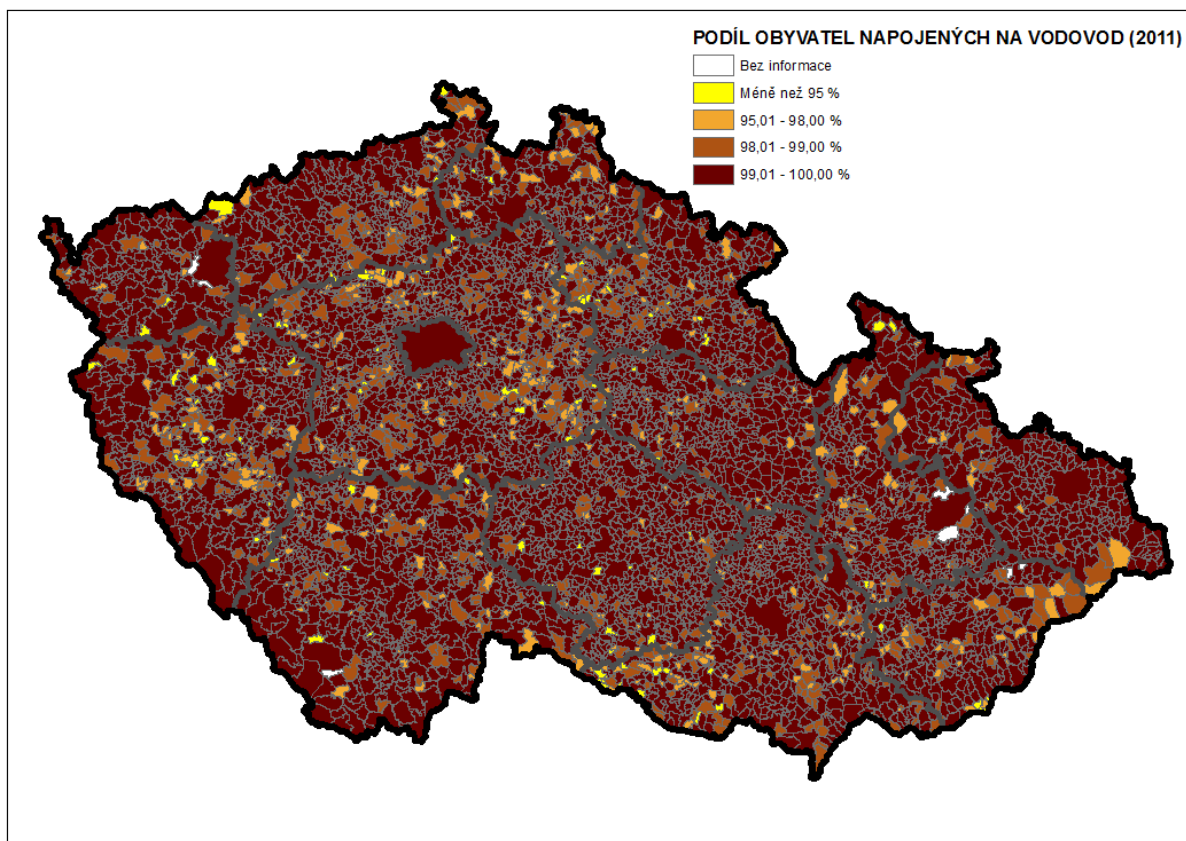 PODÍL OBYVATEL NAPOJENÝCH NA VODOVOD (2011)
Bez informace
Méně než 95 %
95,01 - 98,00 %
98,01 - 99,00 %
99,01 - 100,00 %